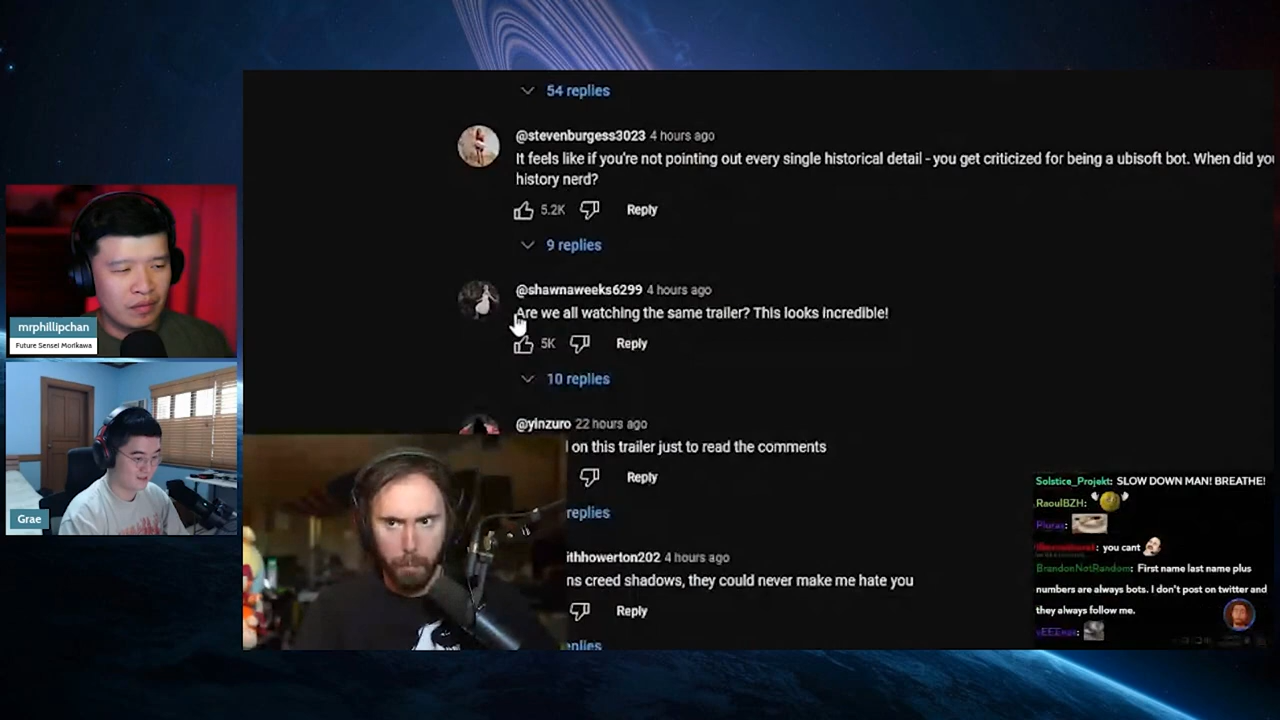 54 replies
@stevenburgess3023 4 hours ago
It feels like if you're not pointing out every single historical detail - you get criticized for being a ubisoft bot. When did you
history nerd?
5.2K Reply
9 replies
@shawnaweeks6299 4 hours ago
Are we all watching the same trailer? This looks incredible!
5K Reply
10 replies
@yinzuro 22 hours ago
on this trailer just to read the comments
Reply
replies
ithhowerton202 4 hours ago
ns creed shadows, they could never make me hate you
Reply
eplies
mrphillipchan
Future Sensei Morikawa
Grae
Solstice_Projekt: SLOW DOWN MAN! BREATHE!
RaoulBZH:
: you cant
BrandonNotRandom: First name last name plus
numbers are always bots. I don't post on twitter and
they always follow me.